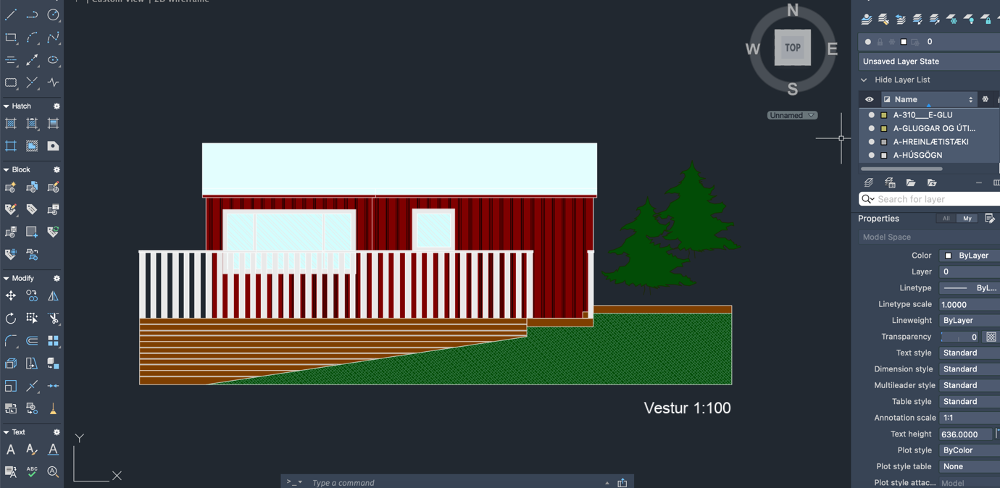 Custom View
2D Wireframe
N
W
TOP
E
S
Unnamed
Hatch
Block
Modify
Text
A
A
A
ABC
A
Vestur 1:100
Y
X
>_
Type a command
0
Unsaved Layer State
Hide Layer List
Name
A-310___E-GLU
A-GLUGGAR OG ÚTI...
A-HREINLÆTISTÆKI
A-HÚSGÖGN
Search for layer
Properties
All
My
Model Space
Color ByLayer
Layer 0
Linetype ByL...
Linetype scale 1.0000
Lineweight ByLayer
Transparency 0
Text style Standard
Dimension style Standard
Multileader style Standard
Table style Standard
Annotation scale 1:1
Text height 636.0000
Plot style ByColor
Plot style table None
Plot style attac... Model